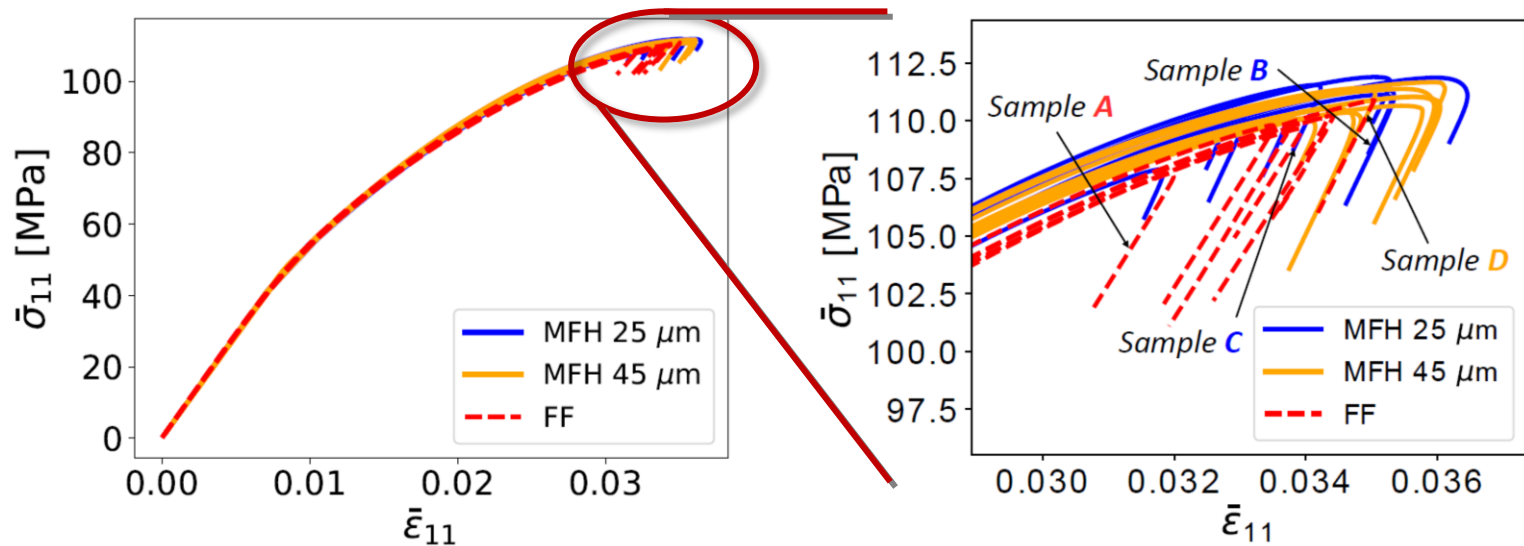 100
80
60
40
20
0
σ̄₁₁ [MPa]
0.00 0.01 0.02 0.03
ε̄₁₁
MFH 25 μm
MFH 45 μm
FF
112.5
110.0
107.5
105.0
102.5
100.0
97.5
σ̄₁₁ [MPa]
Sample A
Sample B
Sample C
Sample D
MFH 25 μm
MFH 45 μm
FF
0.030 0.032 0.034 0.036
ε̄₁₁